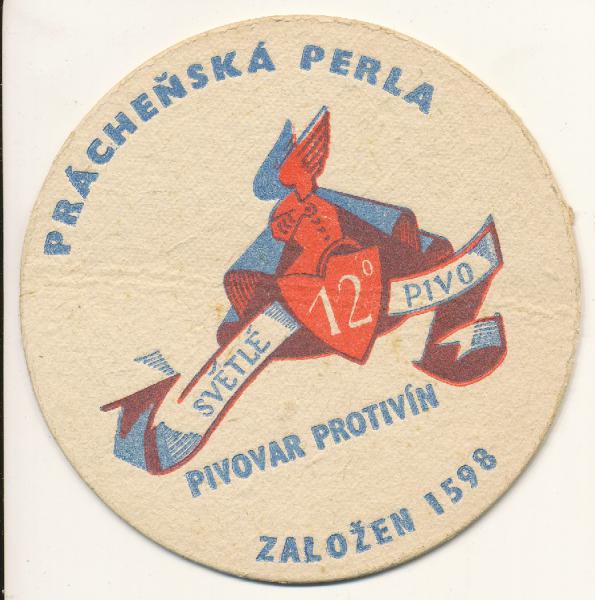 PRÁCHEŇSKÁ PERLA
12°
SVĚTLÉ PIVO
PIVOVAR PROTIVÍN
ZALOŽEN 1598